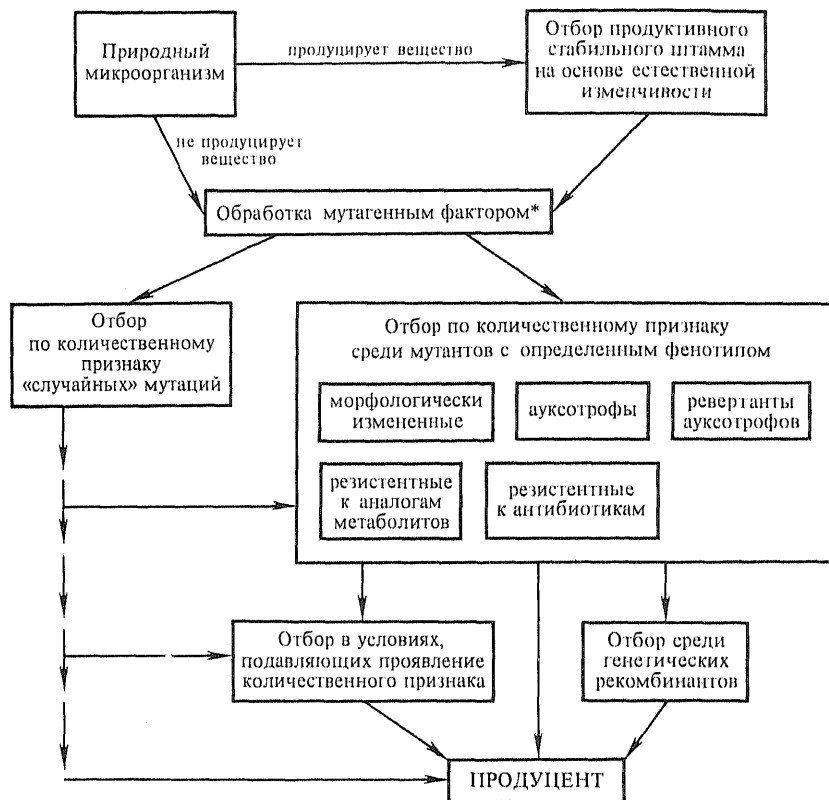 Природный
микроорганизм
продуцирует вещество
Отбор продуктивного
стабильного штамма
на основе естественной
изменчивости
не продуцирует
вещество
Обработка мутагенным фактором*
Отбор
по количественному
признаку
«случайных» мутаций
Отбор по количественному признаку
среди мутантов с определенным фенотипом
морфологически
измененные
ауксотрофы
ревертанты
ауксотрофов
резистентные
к аналогам
метаболитов
резистентные
к антибиотикам
Отбор в условиях,
подавляющих проявление
количественного признака
Отбор среди
генетических
рекомбинантов
ПРОДУЦЕНТ